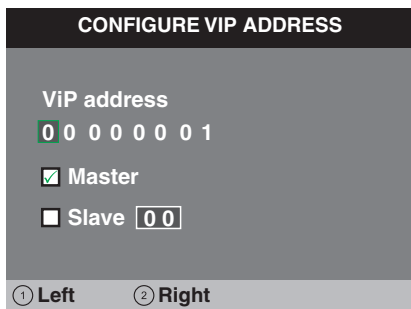 CONFIGURE VIP ADDRESS
ViP address
0 0 0 0 0 0 0 1
Master
Slave 0 0
1 Left 2 Right